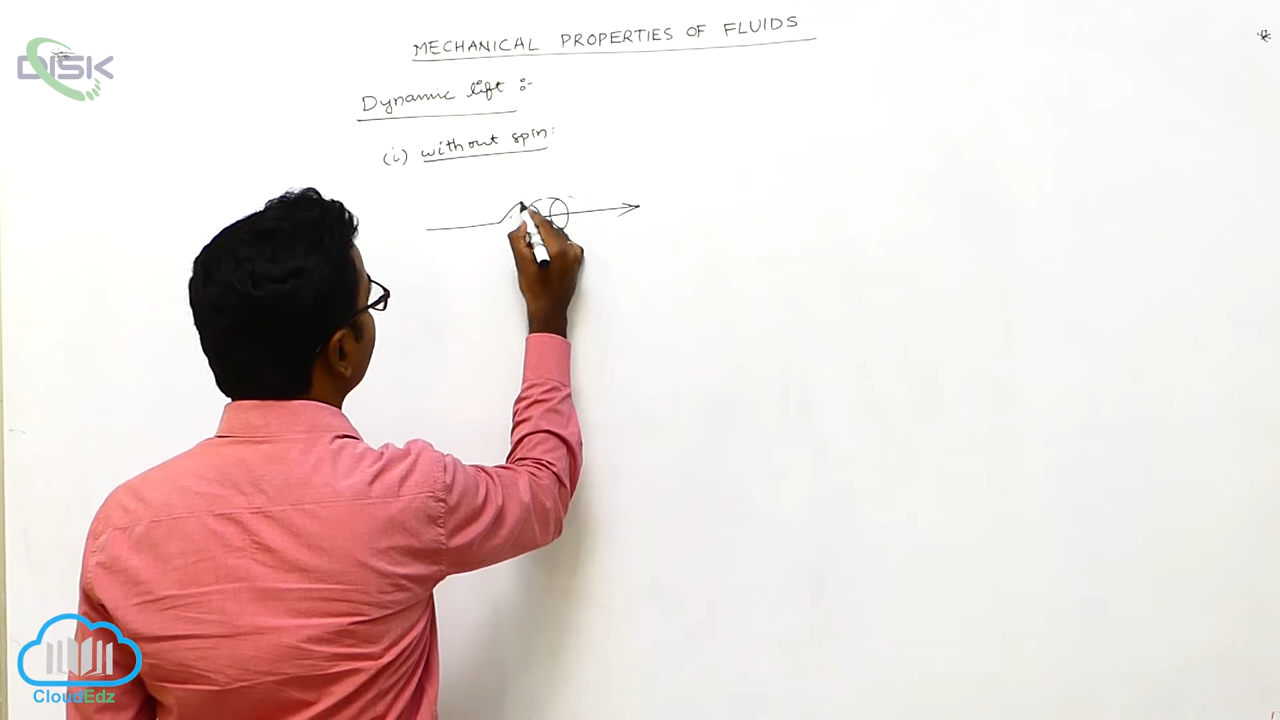 DISK
MECHANICAL PROPERTIES OF FLUIDS
Dynamic lift :-
(i) without spin:
CloudEdz